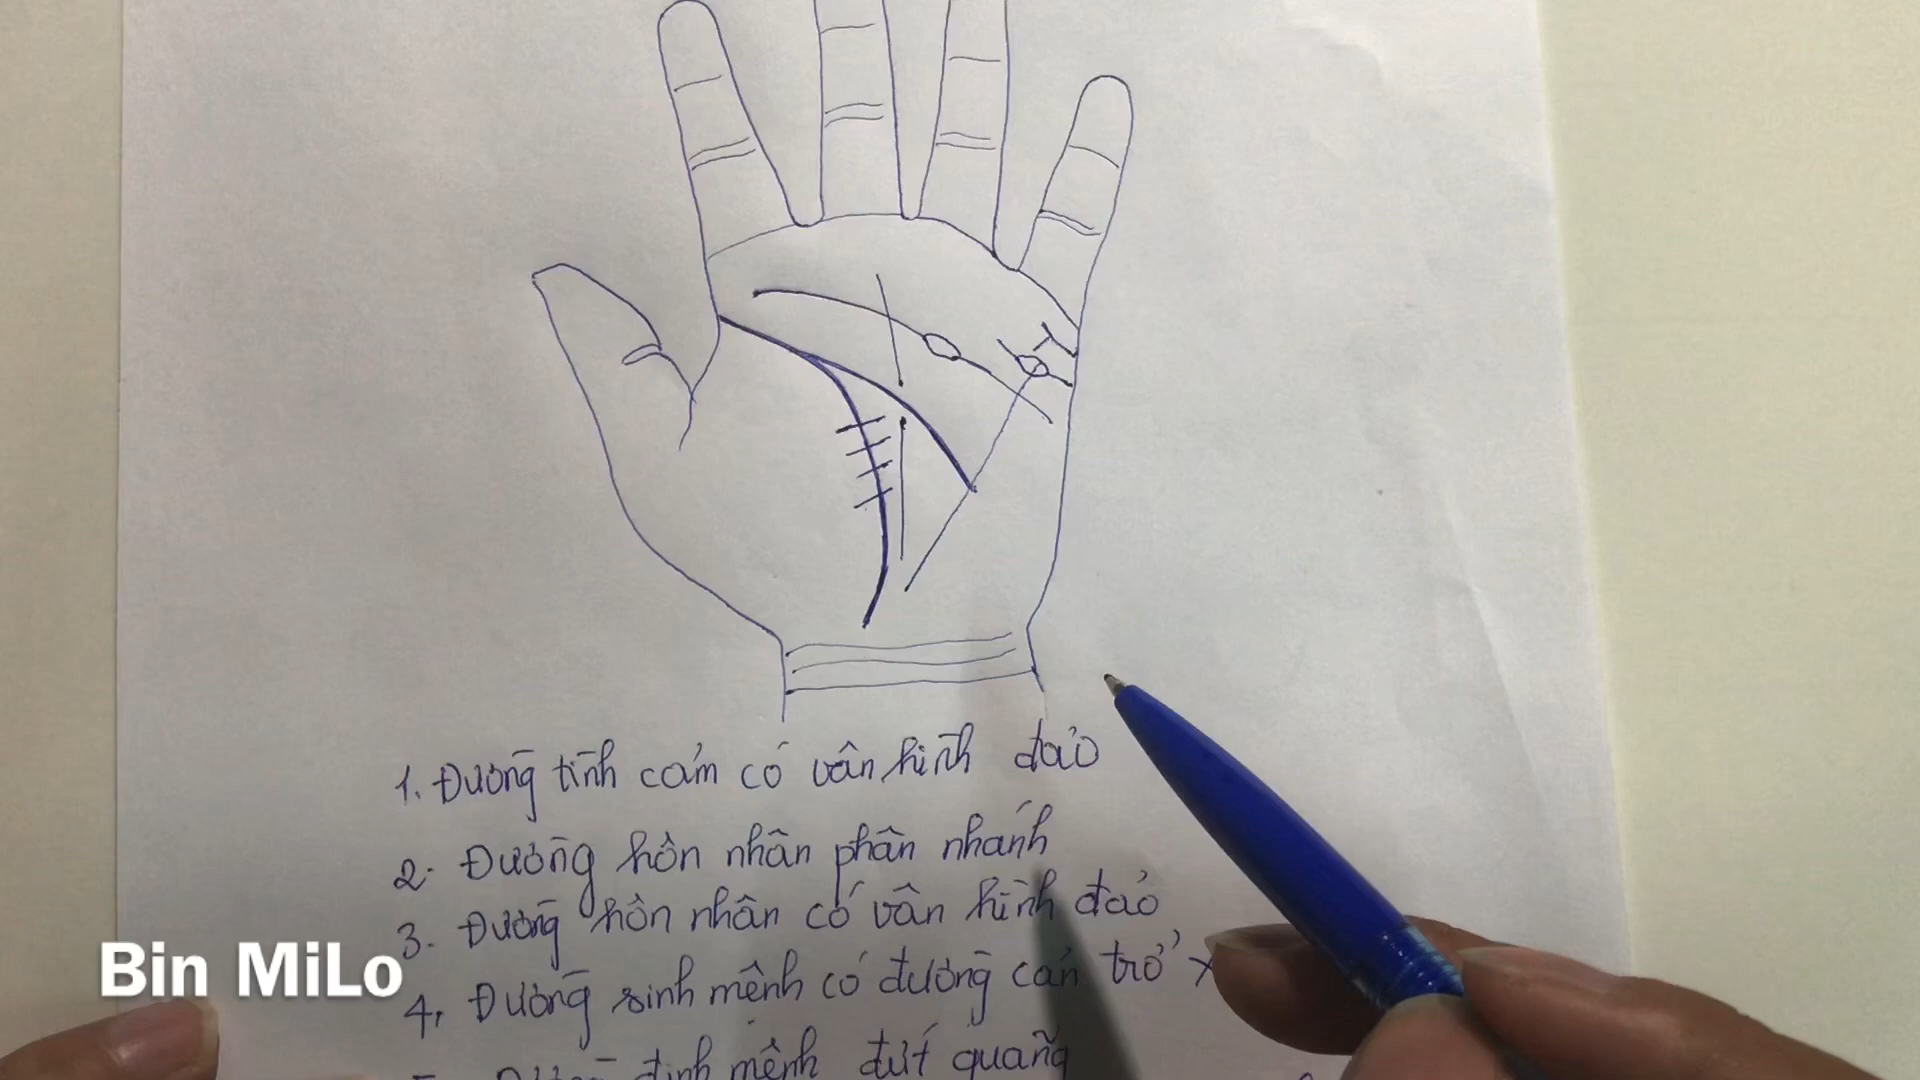 1. Đường tình cảm có vân hình đảo
2. Đường hôn nhân phân nhánh
3. Đường hôn nhân có vân hình đảo
Bin MiLo
4. Đường sinh mệnh có đường cản trở
định mệnh đứt quãng